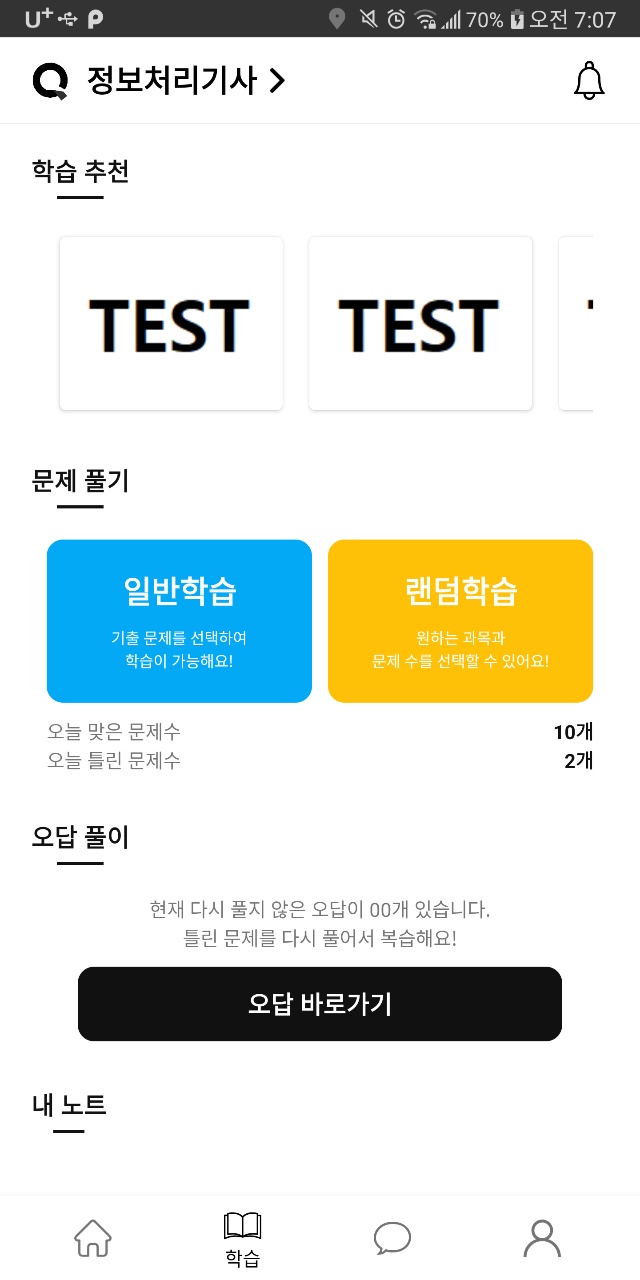 U+ 70% 오전 7:07
정보처리기사
학습 추천
TEST TEST
문제 풀기
일반학습
기출 문제를 선택하여
학습이 가능해요!
랜덤학습
원하는 과목과
문제 수를 선택할 수 있어요!
오늘 맞은 문제수 10개
오늘 틀린 문제수 2개
오답 풀이
현재 다시 풀지 않은 오답이 00개 있습니다.
틀린 문제를 다시 풀어서 복습해요!
오답 바로가기
내 노트
학습